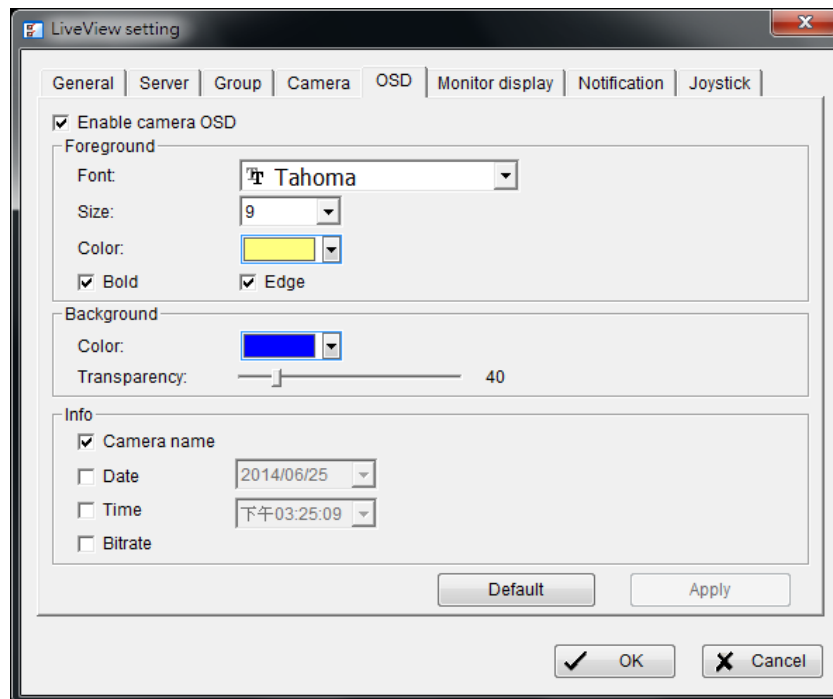 LiveView setting
General Server Group Camera OSD Monitor display Notification Joystick
Enable camera OSD
Foreground
Font: Tahoma
Size: 9
Color:
Bold Edge
Background
Color:
Transparency: 40
Info
Camera name
Date 2014/06/25
Time 下午03:25:09
Bitrate
Default Apply
OK Cancel